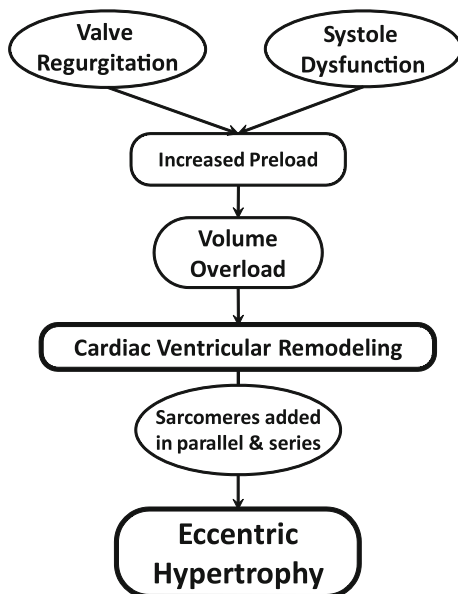 Valve
Regurgitation
Systole
Dysfunction
Increased Preload
Volume
Overload
Cardiac Ventricular Remodeling
Sarcomeres added
in parallel & series
Eccentric
Hypertrophy